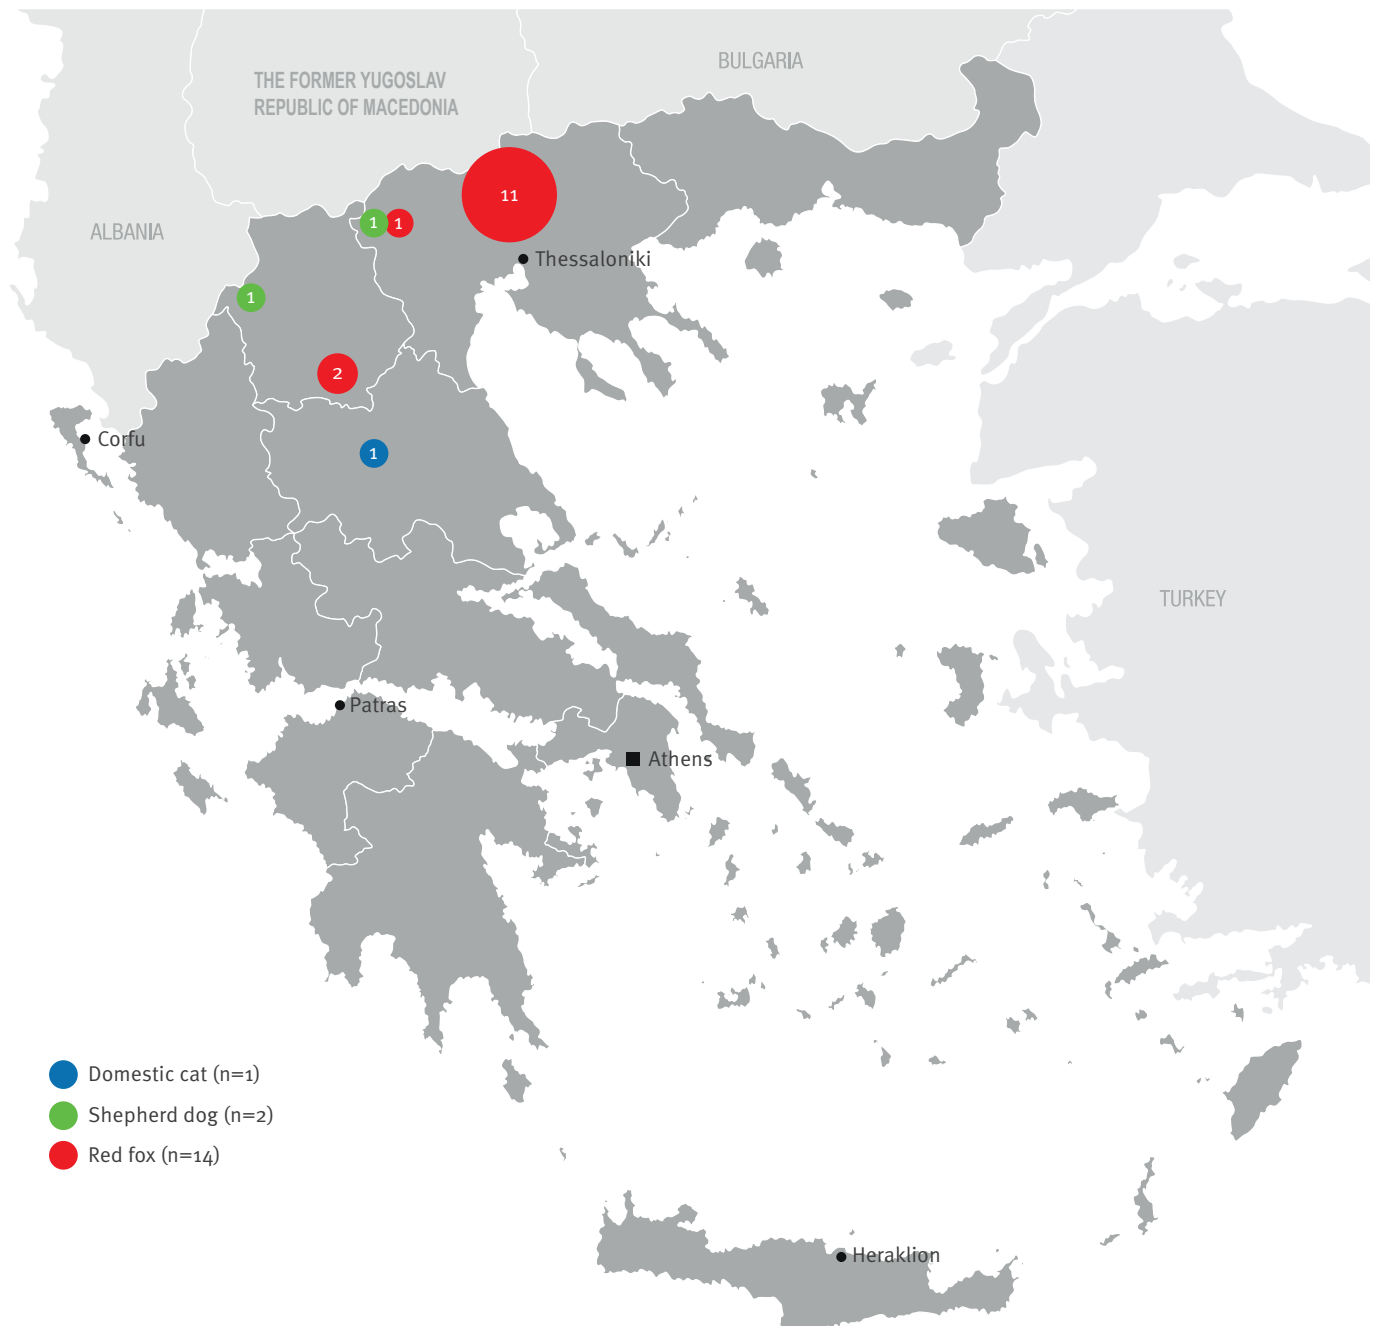 BULGARIA
THE FORMER YUGOSLAV
REPUBLIC OF MACEDONIA
11
1
1
ALBANIA
Thessaloniki
1
2
Corfu
1
TURKEY
Patras
Athens
Domestic cat (n=1)
Shepherd dog (n=2)
Red fox (n=14)
Heraklion